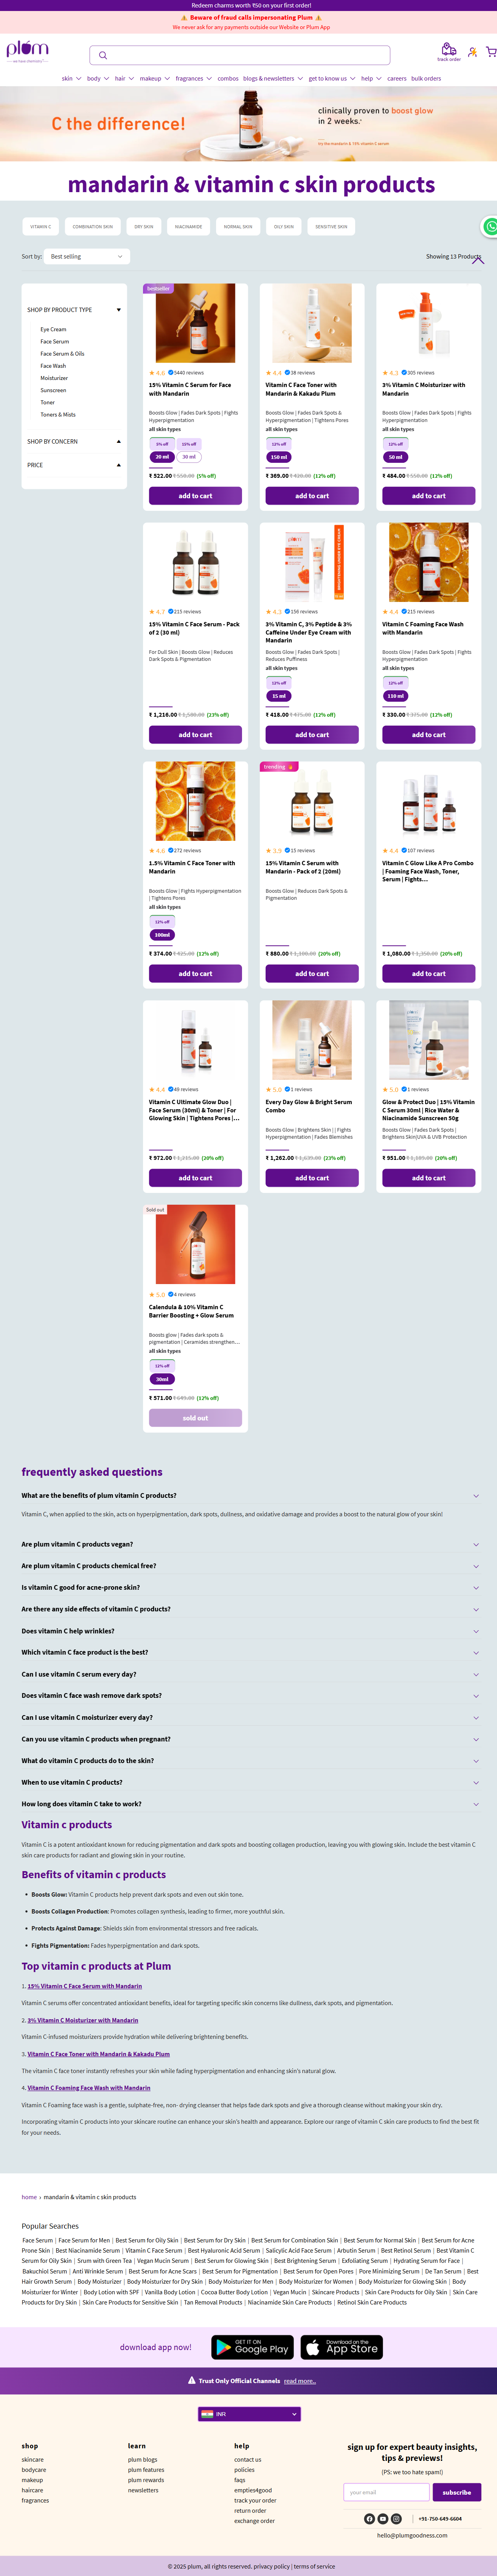 Redeem charms worth ₹50 on your first order!
⚠️ Beware of fraud calls impersonating Plum ⚠️
We never ask for any payments outside our Website or Plum App
plum
track order
skin
body
hair
makeup
fragrances
combos
blogs & newsletters
get to know us
help
careers
bulk orders
C the difference!
clinically proven to boost glow
in 2 weeks.*
mandarin & vitamin c skin products
VITAMIN C
COMBINATION SKIN
DRY SKIN
NIACINAMIDE
NORMAL SKIN
OILY SKIN
SENSITIVE SKIN
Sort by:
Best selling
Showing 13 Products
SHOP BY PRODUCT TYPE
Eye Cream
Face Serum
Face Serum & Oils
Face Wash
Moisturizer
Sunscreen
Toner
Toners & Mists
SHOP BY CONCERN
PRICE
bestseller
4.6 5440 reviews
15% Vitamin C Serum for Face
with Mandarin
Boosts Glow | Fades Dark Spots | Fights
Hyperpigmentation
all skin types
5% off
15% off
20 ml
30 ml
₹ 522.00 ₹ 550.00 (5% off)
add to cart
4.4 38 reviews
Vitamin C Face Toner with
Mandarin & Kakadu Plum
Boosts Glow | Fades Dark Spots &
Hyperpigmentation | Tightens Pores
all skin types
12% off
150 ml
₹ 369.00 ₹ 420.00 (12% off)
add to cart
4.3 305 reviews
3% Vitamin C Moisturizer with
Mandarin
Boosts Glow | Fades Dark Spots | Fights
Hyperpigmentation
all skin types
12% off
50 ml
₹ 484.00 ₹ 550.00 (12% off)
add to cart
4.7 215 reviews
15% Vitamin C Face Serum - Pack
of 2 (30 ml)
For Dull Skin | Boosts Glow | Reduces
Dark Spots & Pigmentation
₹ 1,216.00 ₹ 1,580.00 (23% off)
add to cart
4.3 158 reviews
3% Vitamin C, 3% Peptide & 3%
Caffeine Under Eye Cream with
Mandarin
Boosts Glow | Fades Dark Spots |
Reduces Puffiness
all skin types
12% off
15 ml
₹ 418.00 ₹ 475.00 (12% off)
add to cart
4.4 215 reviews
Vitamin C Foaming Face Wash
with Mandarin
Boosts Glow | Fades Dark Spots | Fights
Hyperpigmentation
all skin types
12% off
110 ml
₹ 330.00 ₹ 375.00 (12% off)
add to cart
4.6 272 reviews
1.5% Vitamin C Face Toner with
Mandarin
Boosts Glow | Fights Hyperpigmentation
| Tightens Pores
all skin types
12% off
100ml
₹ 374.00 ₹ 425.00 (12% off)
add to cart
trending
3.9 15 reviews
15% Vitamin C Serum with
Mandarin - Pack of 2 (20ml)
Boosts Glow | Reduces Dark Spots &
Pigmentation
₹ 880.00 ₹ 1,100.00 (20% off)
add to cart
4.4 107 reviews
Vitamin C Glow Like A Pro Combo
| Foaming Face Wash, Toner,
Serum | Fights...
₹ 1,080.00 ₹ 1,350.00 (20% off)
add to cart
4.4 49 reviews
Vitamin C Ultimate Glow Duo |
Face Serum (30ml) & Toner | For
Glowing Skin | Tightens Pores |...
₹ 972.00 ₹ 1,215.00 (20% off)
add to cart
5.0 1 reviews
Every Day Glow & Bright Serum
Combo
Boosts Glow | Brightens Skin | | Fights
Hyperpigmentation | Fades Blemishes
₹ 1,262.00 ₹ 1,639.00 (23% off)
add to cart
5.0 1 reviews
Glow & Protect Duo | 15% Vitamin
C Serum 30ml | Rice Water &
Niacinamide Sunscreen 50g
Boosts Glow | Fades Dark Spots |
Brightens Skin|UVA & UVB Protection
₹ 951.00 ₹ 1,189.00 (20% off)
add to cart
Sold out
5.0 4 reviews
Calendula & 10% Vitamin C
Barrier Boosting + Glow Serum
Boosts glow | Fades dark spots &
pigmentation | Ceramides strengthen...
all skin types
12% off
30ml
₹ 571.00 ₹ 649.00 (12% off)
sold out
frequently asked questions
What are the benefits of plum vitamin C products?
Vitamin C, when applied to the skin, acts on hyperpigmentation, dark spots, dullness, and oxidative damage and provides a boost to the natural glow of your skin!
Are plum vitamin C products vegan?
Are plum vitamin C products chemical free?
Is vitamin C good for acne-prone skin?
Are there any side effects of vitamin C products?
Does vitamin C help wrinkles?
Which vitamin C face product is the best?
Can I use vitamin C serum every day?
Does vitamin C face wash remove dark spots?
Can I use vitamin C moisturizer every day?
Can you use vitamin C products when pregnant?
What do vitamin C products do to the skin?
When to use vitamin C products?
How long does vitamin C take to work?
Vitamin c products
Vitamin C is a potent antioxidant known for reducing pigmentation and dark spots and boosting collagen production, leaving you with glowing skin. Include the best vitamin C
skin care products for radiant and glowing skin in your routine.
Benefits of vitamin c products
• Boosts Glow: Vitamin C products help prevent dark spots and even out skin tone.
• Boosts Collagen Production: Promotes collagen synthesis, leading to firmer, more youthful skin.
• Protects Against Damage: Shields skin from environmental stressors and free radicals.
• Fights Pigmentation: Fades hyperpigmentation and dark spots.
Top vitamin c products at Plum
1. 15% Vitamin C Face Serum with Mandarin
Vitamin C serums offer concentrated antioxidant benefits, ideal for targeting specific skin concerns like dullness, dark spots, and pigmentation.
2. 3% Vitamin C Moisturizer with Mandarin
Vitamin C-infused moisturizers provide hydration while delivering brightening benefits.
3. Vitamin C Face Toner with Mandarin & Kakadu Plum
The vitamin C face toner instantly refreshes your skin while fading hyperpigmentation and enhancing skin's natural glow.
4. Vitamin C Foaming Face Wash with Mandarin
Vitamin C Foaming face wash is a gentle, sulphate-free, non- drying cleanser that helps fade dark spots and give a thorough cleanse without making your skin dry.
Incorporating vitamin C products into your skincare routine can enhance your skin's health and appearance. Explore our range of vitamin C skin care products to find the best fit
for your needs.
home › mandarin & vitamin c skin products
Popular Searches
Face Serum | Face Serum for Men | Best Serum for Oily Skin | Best Serum for Dry Skin | Best Serum for Combination Skin | Best Serum for Normal Skin | Best Serum for Acne
Prone Skin | Best Niacinamide Serum | Vitamin C Face Serum | Best Hyaluronic Acid Serum | Salicylic Acid Face Serum | Arbutin Serum | Best Retinol Serum | Best Vitamin C
Serum for Oily Skin | Srum with Green Tea | Vegan Mucin Serum | Best Serum for Glowing Skin | Best Brightening Serum | Exfoliating Serum | Hydrating Serum for Face |
Bakuchiol Serum | Anti Wrinkle Serum | Best Serum for Acne Scars | Best Serum for Pigmentation | Best Serum for Open Pores | Pore Minimizing Serum | De Tan Serum | Best
Hair Growth Serum | Body Moisturizer | Body Moisturizer for Dry Skin | Body Moisturizer for Men | Body Moisturizer for Women | Body Moisturizer for Glowing Skin | Body
Moisturizer for Winter | Body Lotion with SPF | Vanilla Body Lotion | Cocoa Butter Body Lotion | Vegan Mucin | Skincare Products | Skin Care Products for Oily Skin | Skin Care
Products for Dry Skin | Skin Care Products for Sensitive Skin | Tan Removal Products | Niacinamide Skin Care Products | Retinol Skin Care Products
download app now!
GET IT ON
Google Play
Download on the
App Store
Trust Only Official Channels read more..
INR
shop
skincare
bodycare
makeup
haircare
fragrances
learn
plum blogs
plum features
plum rewards
newsletters
help
contact us
policies
faqs
empties4good
track your order
return order
exchange order
sign up for expert beauty insights,
tips & previews!
(PS: we too hate spam!)
your email
subscribe
+91-750-649-6604
hello@plumgoodness.com
© 2025 plum, all rights reserved. privacy policy | terms of service